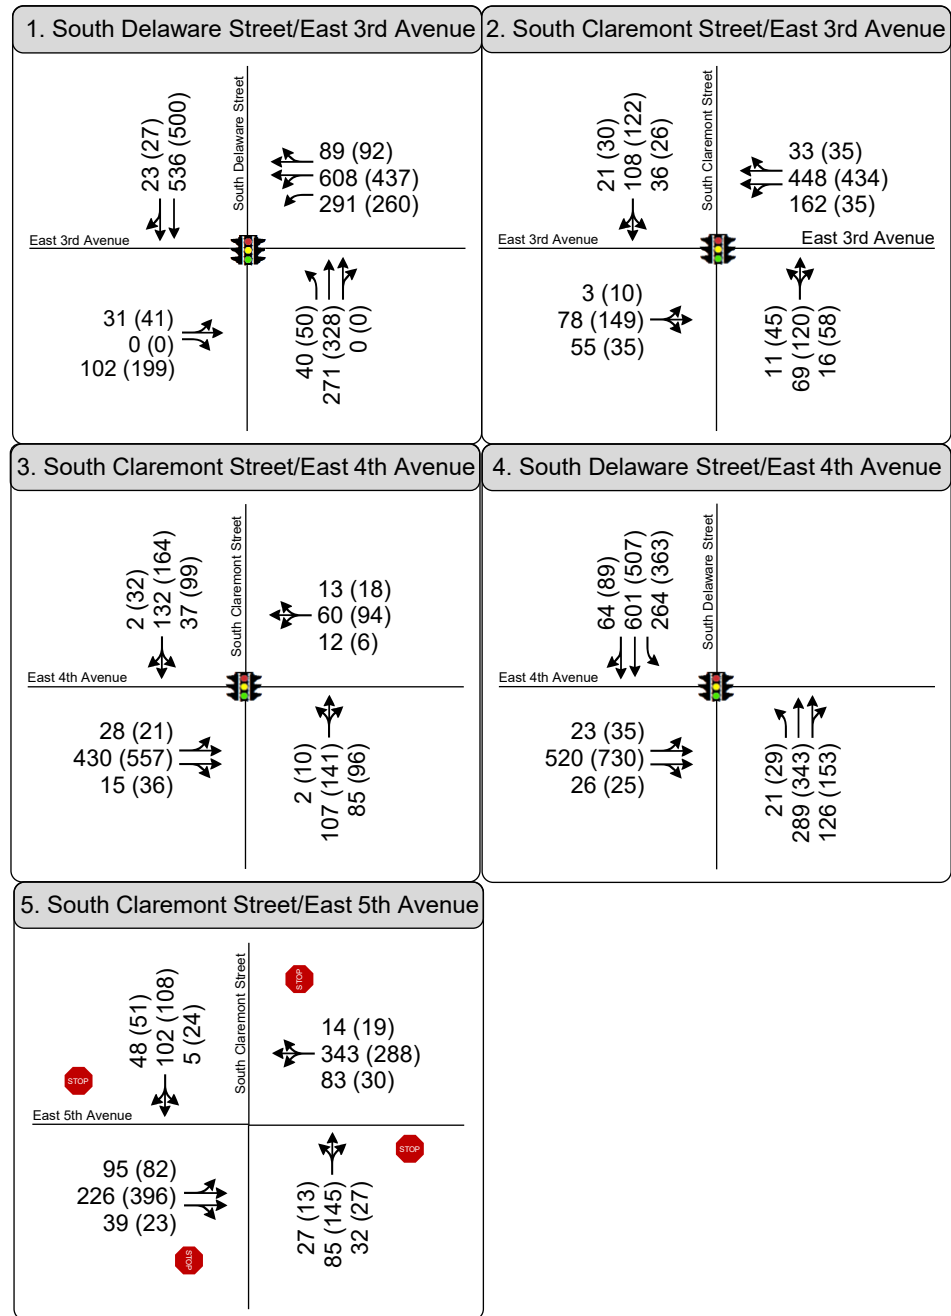 1. South Delaware Street/East 3rd Avenue
South Delaware Street
23 (27)
536 (500)
89 (92)
608 (437)
291 (260)
East 3rd Avenue
31 (41)
0 (0)
102 (199)
40 (50)
271 (328)
0 (0)
2. South Claremont Street/East 3rd Avenue
South Claremont Street
21 (30)
108 (122)
36 (26)
33 (35)
448 (434)
162 (35)
East 3rd Avenue
East 3rd Avenue
3 (10)
78 (149)
55 (35)
11 (45)
69 (120)
16 (58)
3. South Claremont Street/East 4th Avenue
South Claremont Street
2 (32)
132 (164)
37 (99)
13 (18)
60 (94)
12 (6)
East 4th Avenue
28 (21)
430 (557)
15 (36)
2 (10)
107 (141)
85 (96)
4. South Delaware Street/East 4th Avenue
South Delaware Street
64 (89)
601 (507)
264 (363)
East 4th Avenue
23 (35)
520 (730)
26 (25)
21 (29)
289 (343)
126 (153)
5. South Claremont Street/East 5th Avenue
South Claremont Street
STOP
48 (51)
102 (108)
5 (24)
14 (19)
343 (288)
83 (30)
STOP
East 5th Avenue
STOP
95 (82)
226 (396)
39 (23)
27 (13)
85 (145)
32 (27)
STOP